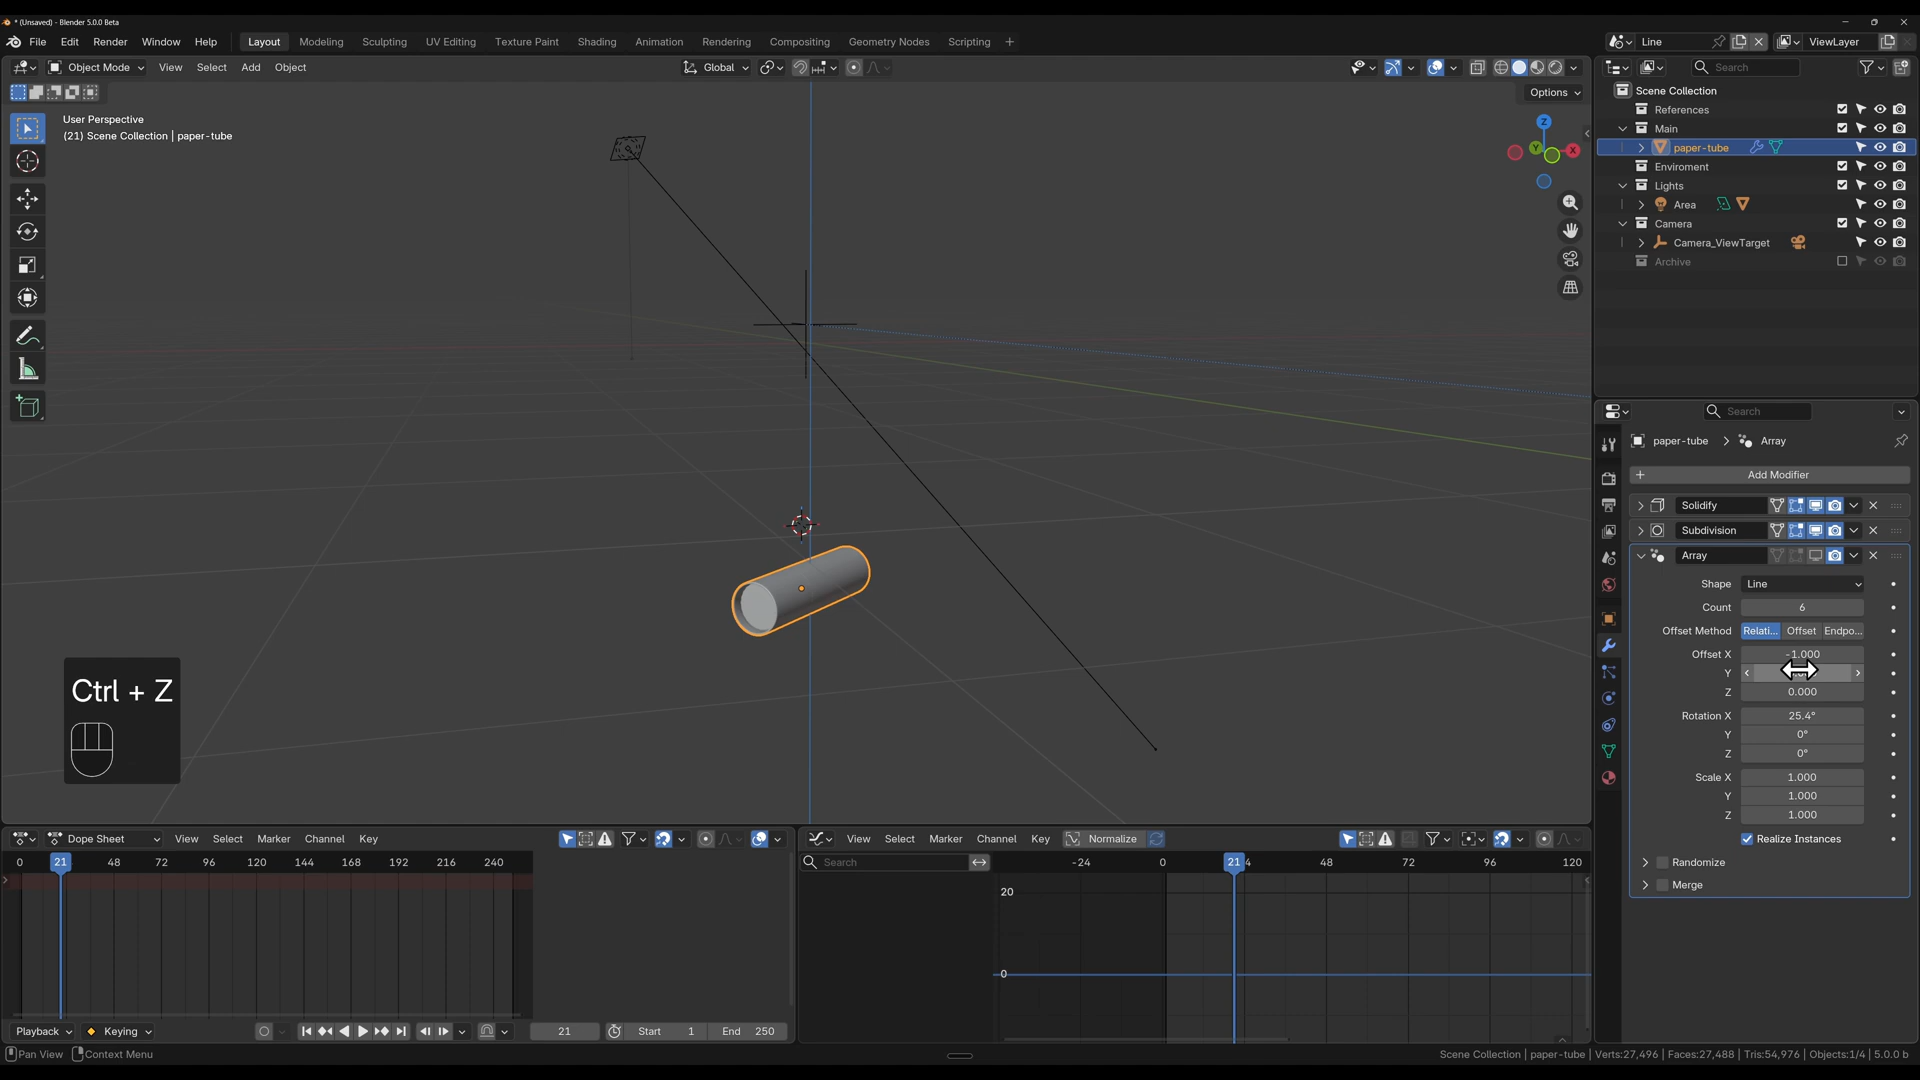 * (Unsaved) - Blender 5.0.0 Beta
File Edit Render Window Help
Layout Modeling Sculpting UV Editing Texture Paint Shading Animation Rendering Compositing Geometry Nodes Scripting +
Line
ViewLayer
Object Mode View Select Add Object
Global
Options
User Perspective
(21) Scene Collection | paper-tube
Z
Y
X
Ctrl + Z
Search
Scene Collection
References
Main
paper-tube
Enviroment
Lights
Area
Camera
Camera_ViewTarget
Archive
Search
paper-tube > Array
+ Add Modifier
Solidify
Subdivision
Array
Shape Line
Count 6
Offset Method Relati... Offset Endpo...
Offset X -1.000
Y
Z 0.000
Rotation X 25.4°
Y 0°
Z 0°
Scale X 1.000
Y 1.000
Z 1.000
Realize Instances
Randomize
Merge
Dope Sheet View Select Marker Channel Key
0 21 48 72 96 120 144 168 192 216 240
Playback Keying
21 Start 1 End 250
View Select Marker Channel Key Normalize
Search
-24 0 21 4 48 72 96 120
20
0
Pan View Context Menu
Scene Collection | paper-tube | Verts:27,496 | Faces:27,488 | Tris:54,976 | Objects:1/4 | 5.0.0 b